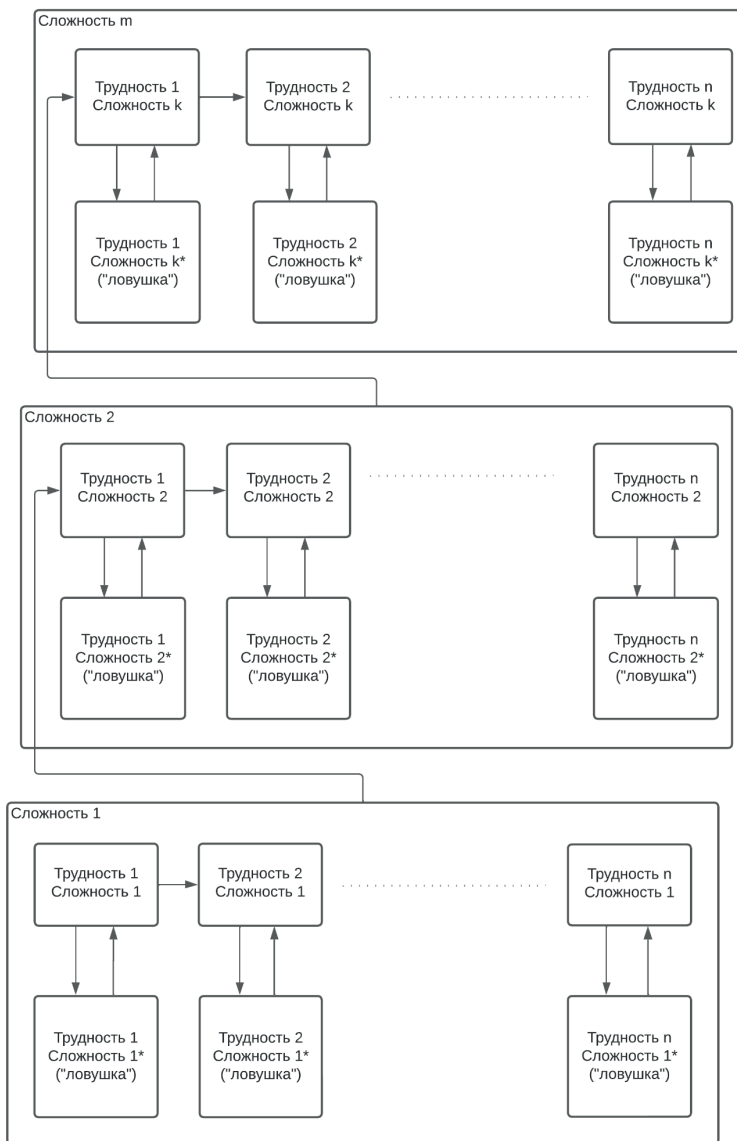 Сложность m
Трудность 1
Сложность k
Трудность 2
Сложность k
Трудность n
Сложность k
Трудность 1
Сложность k*
("ловушка")
Трудность 2
Сложность k*
("ловушка")
Трудность n
Сложность k*
("ловушка")
Сложность 2
Трудность 1
Сложность 2
Трудность 2
Сложность 2
Трудность n
Сложность 2
Трудность 1
Сложность 2*
("ловушка")
Трудность 2
Сложность 2*
("ловушка")
Трудность n
Сложность 2*
("ловушка")
Сложность 1
Трудность 1
Сложность 1
Трудность 2
Сложность 1
Трудность n
Сложность 1
Трудность 1
Сложность 1*
("ловушка")
Трудность 2
Сложность 1*
("ловушка")
Трудность n
Сложность 1*
("ловушка")